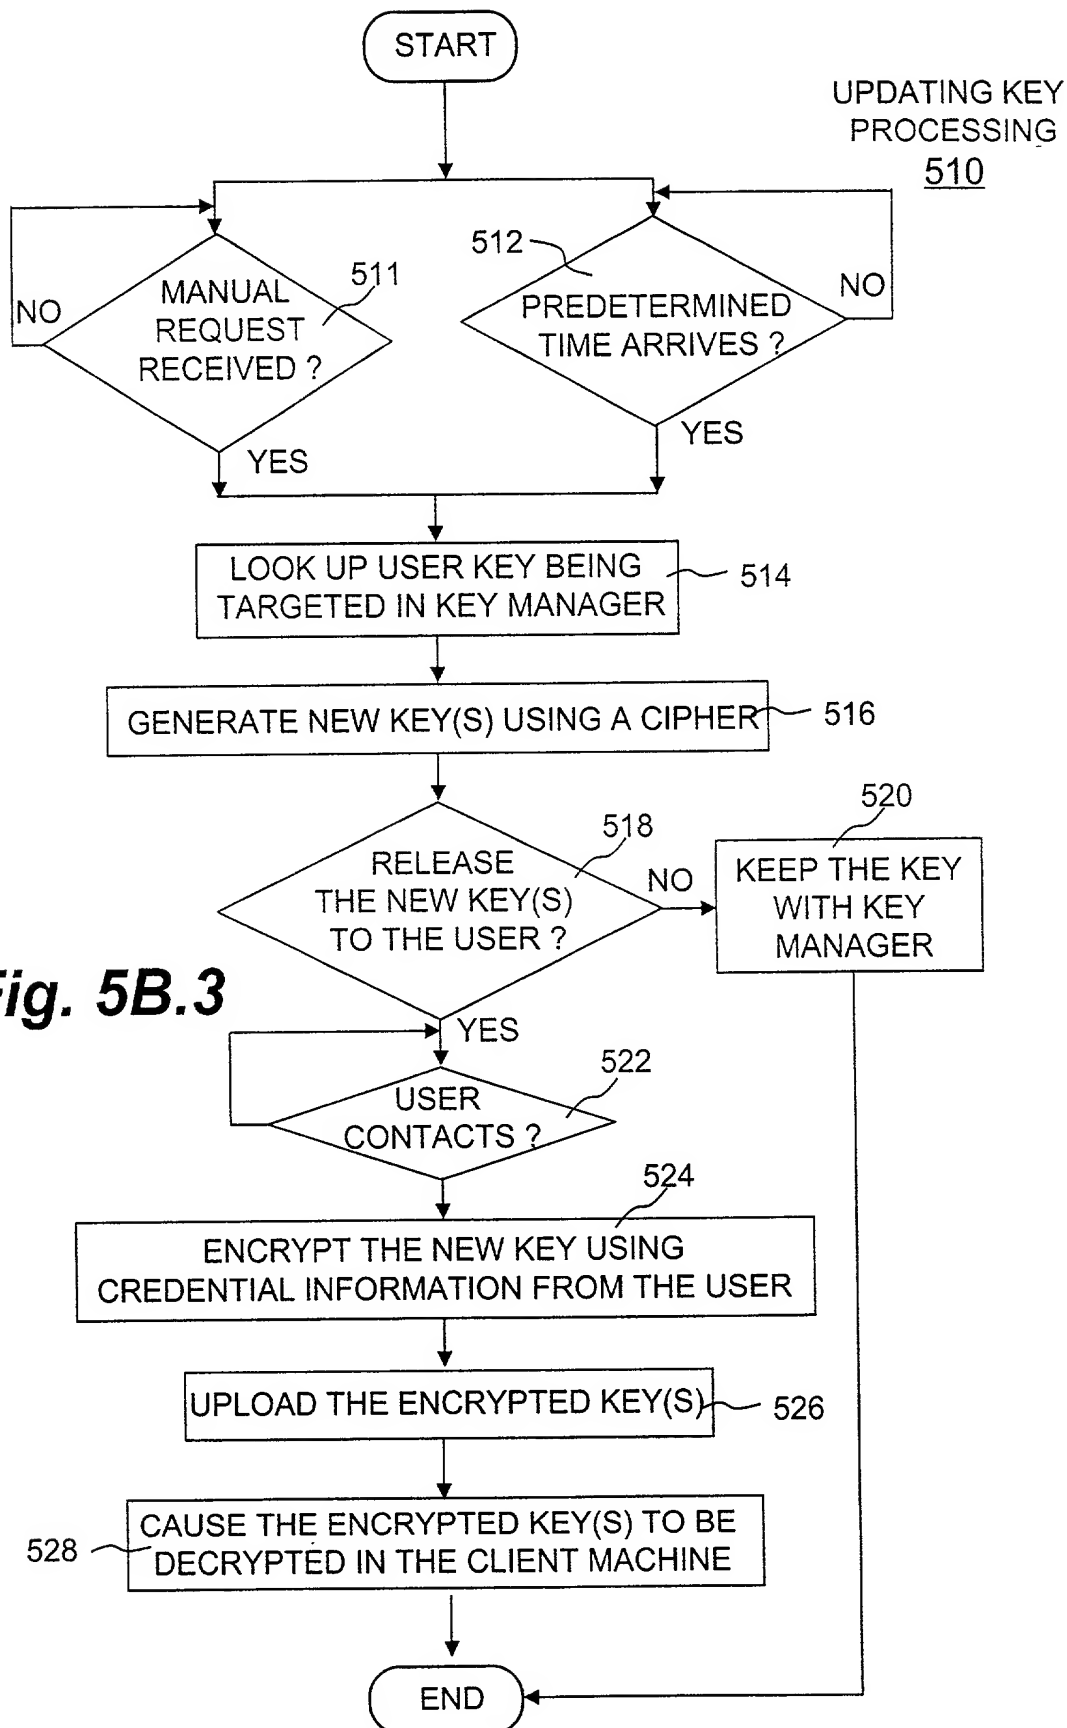 START
UPDATING KEY
PROCESSING
510
512
511
MANUAL
REQUEST
RECEIVED ?
NO
PREDETERMINED
TIME ARRIVES ?
NO
YES
YES
LOOK UP USER KEY BEING
TARGETED IN KEY MANAGER
514
GENERATE NEW KEY(S) USING A CIPHER
516
518
RELEASE
THE NEW KEY(S)
TO THE USER ?
NO
520
KEEP THE KEY
WITH KEY
MANAGER
Fig. 5B.3
YES
522
USER
CONTACTS ?
524
ENCRYPT THE NEW KEY USING
CREDENTIAL INFORMATION FROM THE USER
UPLOAD THE ENCRYPTED KEY(S)
526
CAUSE THE ENCRYPTED KEY(S) TO BE
DECRYPTED IN THE CLIENT MACHINE
528
END